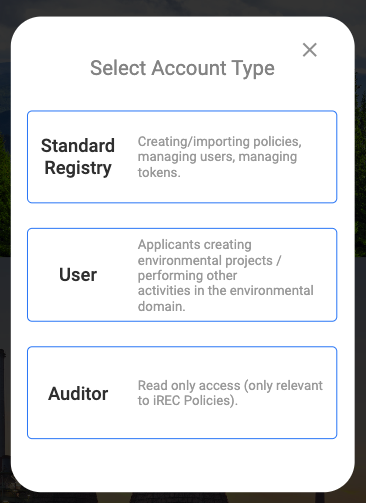 Select Account Type
Standard
Registry
Creating/importing policies,
managing users, managing
tokens.
User
Applicants creating
environmental projects /
performing other
activities in the environmental
domain.
Auditor
Read only access (only relevant
to iREC Policies).